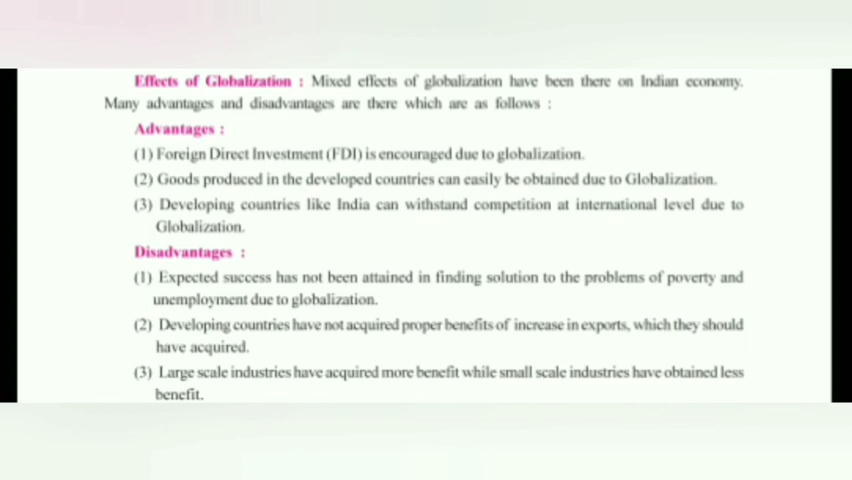 Effects of Globalization : Mixed effects of globalization have been there on Indian economy.
Many advantages and disadvantages are there which are as follows :
Advantages :
(1) Foreign Direct Investment (FDI) is encouraged due to globalization.
(2) Goods produced in the developed countries can easily be obtained due to Globalization.
(3) Developing countries like India can withstand competition at international level due to
Globalization.
Disadvantages :
(1) Expected success has not been attained in finding solution to the problems of poverty and
unemployment due to globalization.
(2) Developing countries have not acquired proper benefits of increase in exports, which they should
have acquired.
(3) Large scale industries have acquired more benefit while small scale industries have obtained less
benefit.